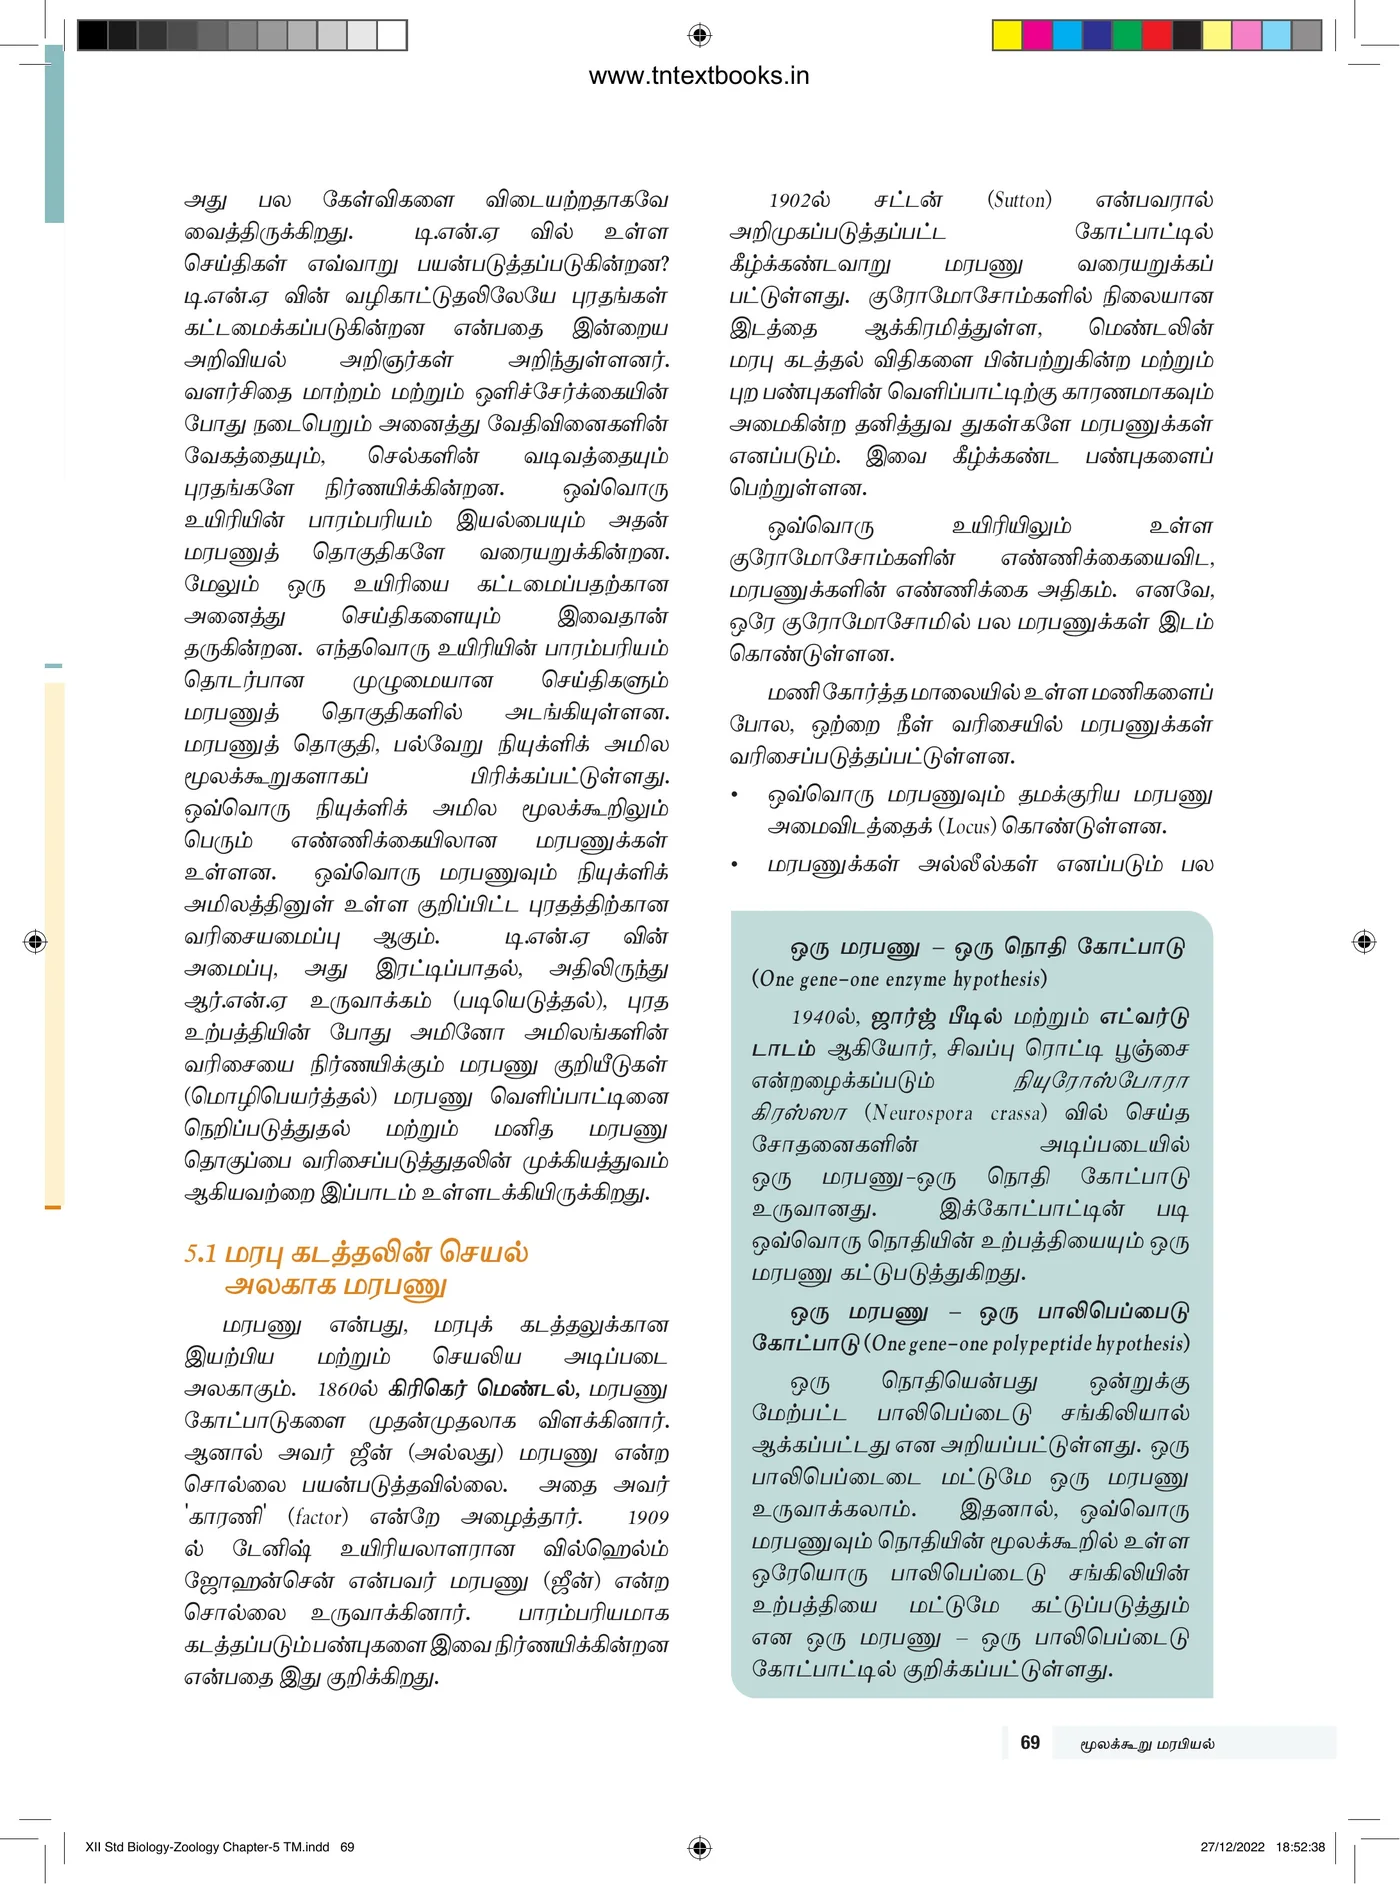 www.tntextbooks.in
அது பல கேள்விகளை விடையற்றதாகவே
வைத்திருக்கிறது. டி.என்.ஏ வில் உள்ள
செய்திகள் எவ்வாறு பயன்படுத்தப்படுகின்றன?
டி.என்.ஏ வின் வழிகாட்டுதலிலேயே புரதங்கள்
கட்டமைக்கப்படுகின்றன என்பதை இன்றைய
அறிவியல் அறிஞர்கள் அறிந்துள்ளனர்.
வளர்சிதை மாற்றம் மற்றும் ஒளிச்சேர்க்கையின்
போது நடைபெறும் அனைத்து வேதிவினைகளின்
வேகத்தையும், செல்களின் வடிவத்தையும்
புரதங்களே நிர்ணயிக்கின்றன. ஒவ்வொரு
உயிரியின் பாரம்பரியம் இயல்பையும் அதன்
மரபணுத் தொகுதிகளே வரையறுக்கின்றன.
மேலும் ஒரு உயிரியை கட்டமைப்பதற்கான
அனைத்து செய்திகளையும் இவைதான்
தருகின்றன. எந்தவொரு உயிரியின் பாரம்பரியம்
தொடர்பான முழுமையான செய்திகளும்
மரபணுத் தொகுதிகளில் அடங்கியுள்ளன.
மரபணுத் தொகுதி, பல்வேறு நியுக்ளிக் அமில
மூலக்கூறுகளாகப் பிரிக்கப்பட்டுள்ளது.
ஒவ்வொரு நியுக்ளிக் அமில மூலக்கூறிலும்
பெரும் எண்ணிக்கையிலான மரபணுக்கள்
உள்ளன. ஒவ்வொரு மரபணுவும் நியுக்ளிக்
அமிலத்தினுள் உள்ள குறிப்பிட்ட புரதத்திற்கான
வரிசையமைப்பு ஆகும். டி.என்.ஏ வின்
அமைப்பு, அது இரட்டிப்பாதல், அதிலிருந்து
ஆர்.என்.ஏ உருவாக்கம் (படியெடுத்தல்), புரத
உற்பத்தியின் போது அமினோ அமிலங்களின்
வரிசையை நிர்ணயிக்கும் மரபணு குறியீடுகள்
(மொழிபெயர்த்தல்) மரபணு வெளிப்பாட்டினை
நெறிப்படுத்துதல் மற்றும் மனித மரபணு
தொகுப்பை வரிசைப்படுத்துதலின் முக்கியத்துவம்
ஆகியவற்றை இப்பாடம் உள்ளடக்கியிருக்கிறது.
5.1 மரபு கடத்தலின் செயல்
அலகாக மரபணு
மரபணு என்பது, மரபுக் கடத்தலுக்கான
இயற்பிய மற்றும் செயலிய அடிப்படை
அலகாகும். 1860ல் கிரிகெர் மெண்டல், மரபணு
கோட்பாடுகளை முதன்முதலாக விளக்கினார்.
ஆனால் அவர் ஜீன் (அல்லது) மரபணு என்ற
சொல்லை பயன்படுத்தவில்லை. அதை அவர்
'காரணி' (factor) என்றே அழைத்தார். 1909
ல் டேனிஷ் உயிரியலாளரான வில்ஹெல்ம்
ஜோஹன்சென் என்பவர் மரபணு (ஜீன்) என்ற
சொல்லை உருவாக்கினார். பாரம்பரியமாக
கடத்தப்படும் பண்புகளை இவை நிர்ணயிக்கின்றன
என்பதை இது குறிக்கிறது.
1902ல் சட்டன் (Sutton) என்பவரால்
அறிமுகப்படுத்தப்பட்ட கோட்பாட்டில்
கீழ்க்கண்டவாறு மரபணு வரையறுக்கப்
பட்டுள்ளது. குரோமோசோம்களில் நிலையான
இடத்தை ஆக்கிரமித்துள்ள, மெண்டலின்
மரபு கடத்தல் விதிகளை பின்பற்றுகின்ற மற்றும்
புற பண்புகளின் வெளிப்பாட்டிற்கு காரணமாகவும்
அமைகின்ற தனித்துவ துகள்களே மரபணுக்கள்
எனப்படும். இவை கீழ்க்கண்ட பண்புகளைப்
பெற்றுள்ளன.
ஒவ்வொரு உயிரியிலும் உள்ள
குரோமோசோம்களின் எண்ணிக்கையைவிட,
மரபணுக்களின் எண்ணிக்கை அதிகம். எனவே,
ஒரே குரோமோசோமில் பல மரபணுக்கள் இடம்
கொண்டுள்ளன.
மணி கோர்த்த மாலையில் உள்ள மணிகளைப்
போல, ஒற்றை நீள் வரிசையில் மரபணுக்கள்
வரிசைப்படுத்தப்பட்டுள்ளன.
• ஒவ்வொரு மரபணுவும் தமக்குரிய மரபணு
அமைவிடத்தைக் (Locus) கொண்டுள்ளன.
• மரபணுக்கள் அல்லீல்கள் எனப்படும் பல
ஒரு மரபணு – ஒரு நொதி கோட்பாடு
(One gene–one enzyme hypothesis)
1940ல், ஜார்ஜ் பீடில் மற்றும் எட்வர்டு
டாடம் ஆகியோர், சிவப்பு ரொட்டி பூஞ்சை
என்றழைக்கப்படும் நியுரோஸ்போரா
கிரஸ்ஸா (Neurospora crassa) வில் செய்த
சோதனைகளின் அடிப்படையில்
ஒரு மரபணு-ஒரு நொதி கோட்பாடு
உருவானது. இக்கோட்பாட்டின் படி
ஒவ்வொரு நொதியின் உற்பத்தியையும் ஒரு
மரபணு கட்டுபடுத்துகிறது.
ஒரு மரபணு – ஒரு பாலிபெப்பைடு
கோட்பாடு (One gene–one polypeptide hypothesis)
ஒரு நொதியென்பது ஒன்றுக்கு
மேற்பட்ட பாலிபெப்டைடு சங்கிலியால்
ஆக்கப்பட்டது என அறியப்பட்டுள்ளது. ஒரு
பாலிபெப்டைடை மட்டுமே ஒரு மரபணு
உருவாக்கலாம். இதனால், ஒவ்வொரு
மரபணுவும் நொதியின் மூலக்கூறில் உள்ள
ஒரேயொரு பாலிபெப்டைடு சங்கிலியின்
உற்பத்தியை மட்டுமே கட்டுப்படுத்தும்
என ஒரு மரபணு – ஒரு பாலிபெப்டைடு
கோட்பாட்டில் குறிக்கப்பட்டுள்ளது.
69 மூலக்கூறு மரபியல்
XII Std Biology-Zoology Chapter-5 TM.indd 69
27/12/2022 18:52:38